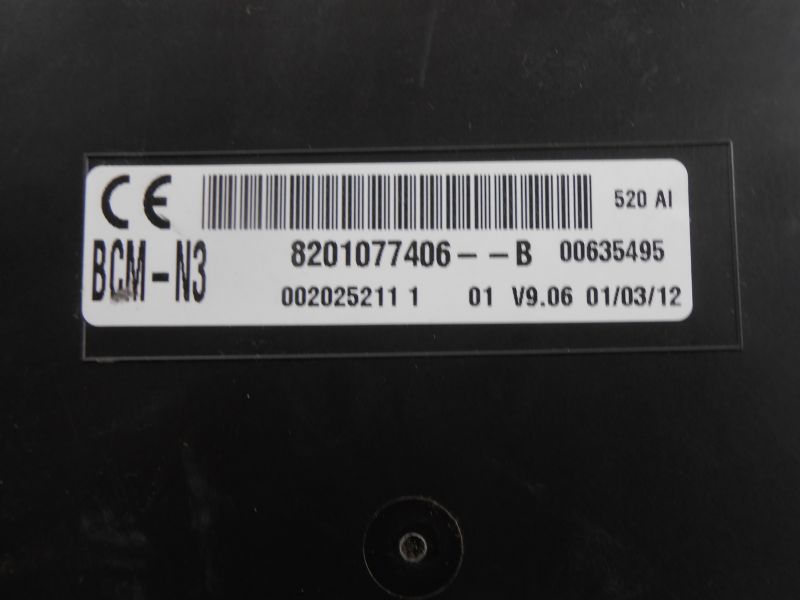 CE 520 AI
BCM-N3 8201077406--B 00635495
002025211 1 01 V9.06 01/03/12